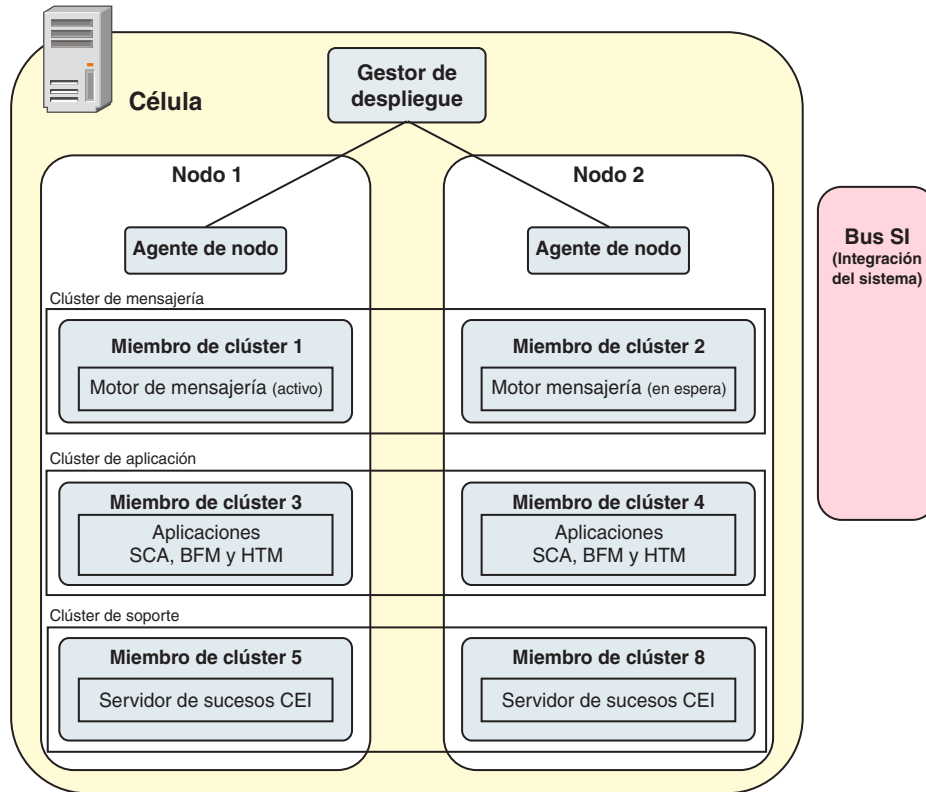 Gestor de
despliegue
Célula
Nodo 1
Nodo 2
Agente de nodo
Agente de nodo
Bus SI
(Integración
del sistema)
Clúster de mensajería
Miembro de clúster 1
Motor de mensajería (activo)
Miembro de clúster 2
Motor mensajería (en espera)
Clúster de aplicación
Miembro de clúster 3
Aplicaciones
SCA, BFM y HTM
Miembro de clúster 4
Aplicaciones
SCA, BFM y HTM
Clúster de soporte
Miembro de clúster 5
Servidor de sucesos CEI
Miembro de clúster 8
Servidor de sucesos CEI